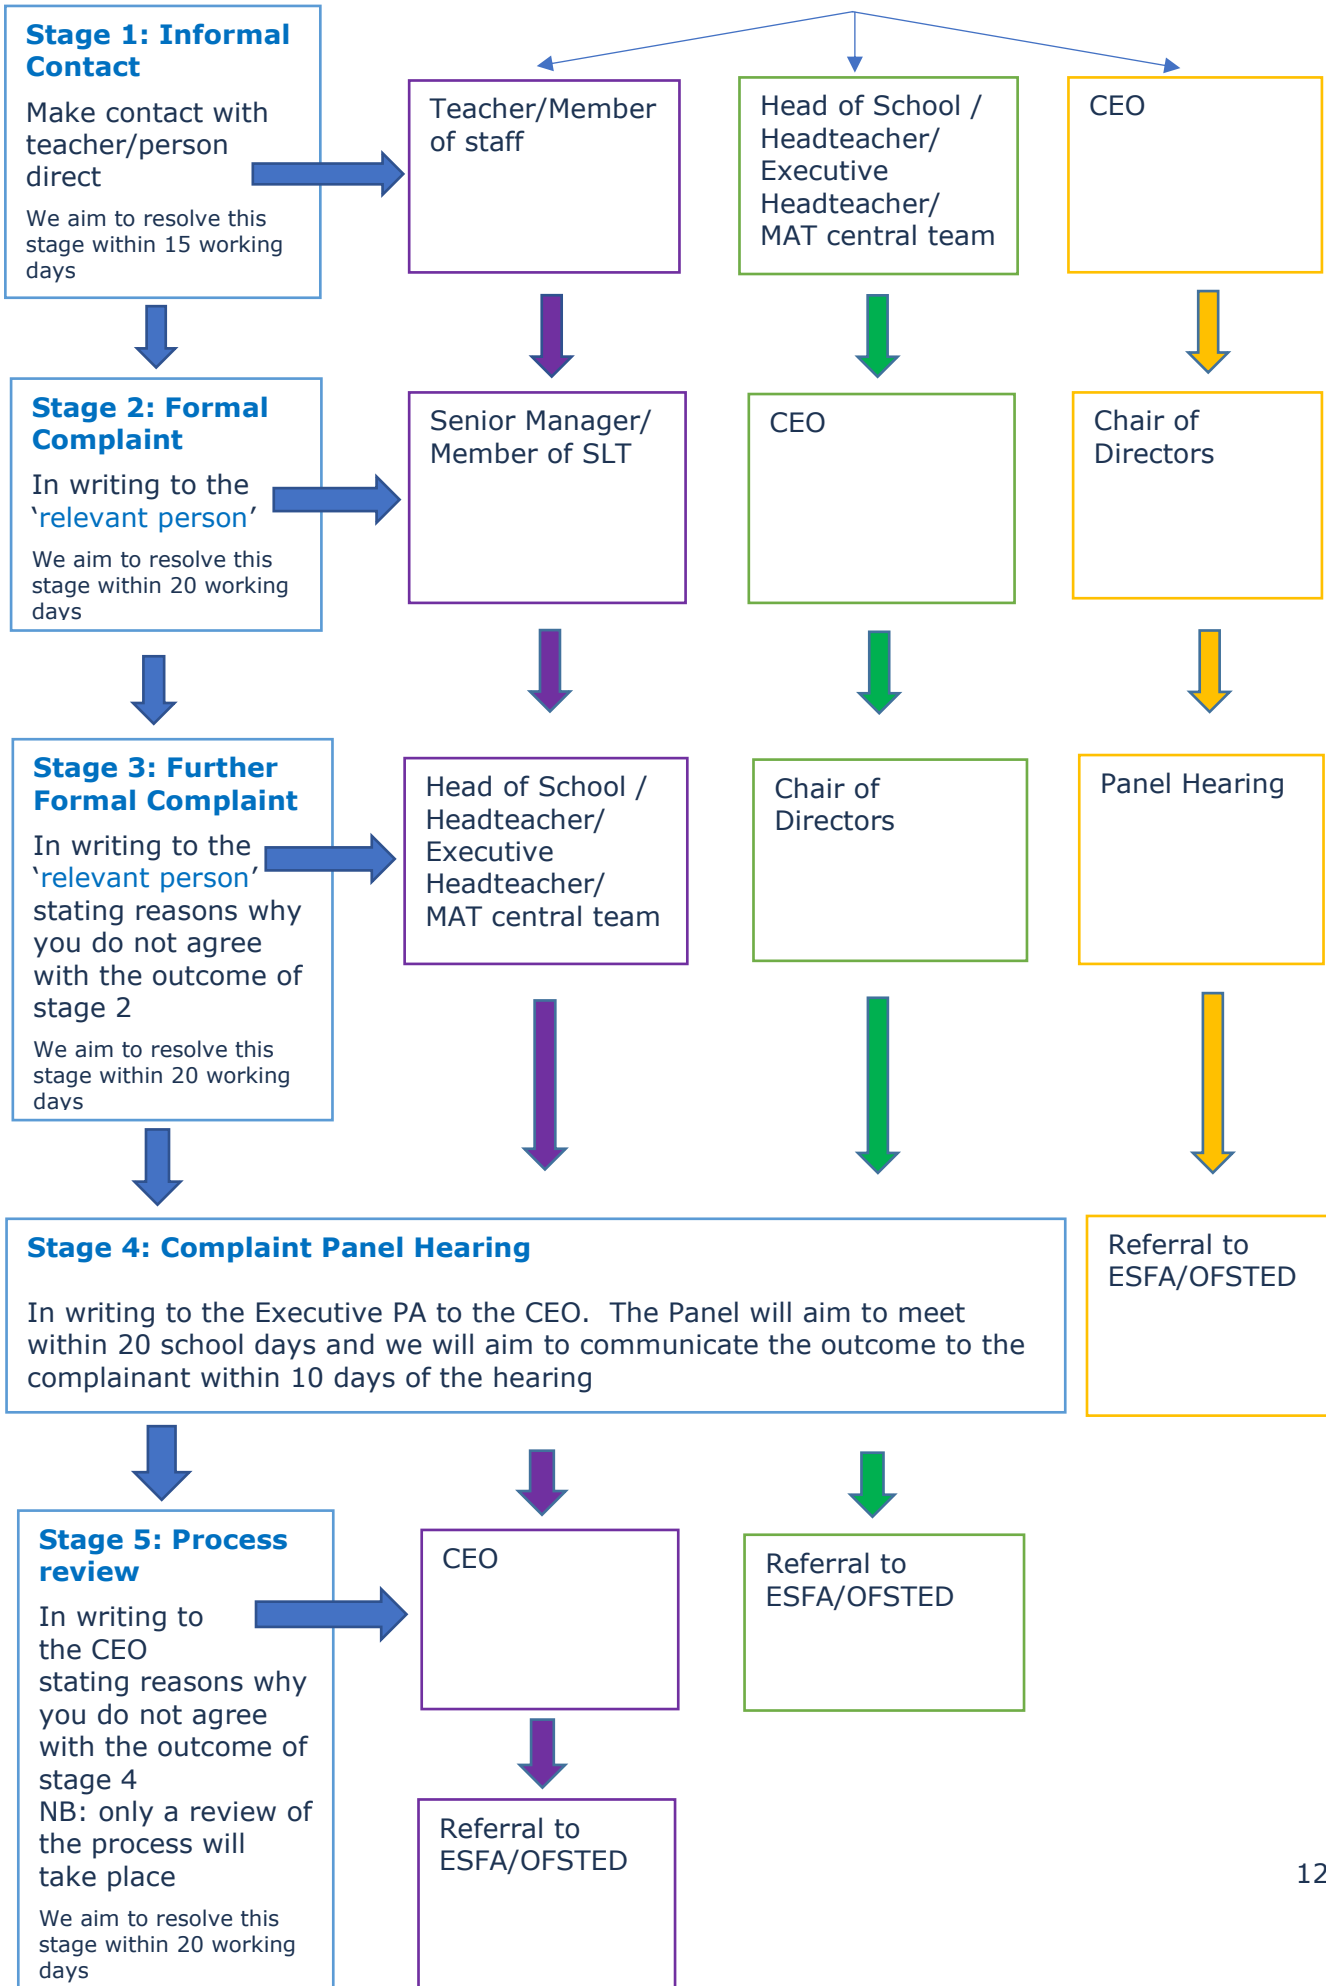 Stage 1: Informal
Contact
Make contact with
teacher/person
direct
We aim to resolve this
stage within 15 working
days
Teacher/Member
of staff
Head of School /
Headteacher/
Executive
Headteacher/
MAT central team
CEO
Stage 2: Formal
Complaint
In writing to the
‘relevant person’
We aim to resolve this
stage within 20 working
days
Senior Manager/
Member of SLT
CEO
Chair of
Directors
Stage 3: Further
Formal Complaint
In writing to the
‘relevant person’
stating reasons why
you do not agree
with the outcome of
stage 2
We aim to resolve this
stage within 20 working
days
Head of School /
Headteacher/
Executive
Headteacher/
MAT central team
Chair of
Directors
Panel Hearing
Stage 4: Complaint Panel Hearing
In writing to the Executive PA to the CEO.  The Panel will aim to meet
within 20 school days and we will aim to communicate the outcome to the
complainant within 10 days of the hearing
Referral to
ESFA/OFSTED
Stage 5: Process
review
In writing to
the CEO
stating reasons why
you do not agree
with the outcome of
stage 4
NB: only a review of
the process will
take place
We aim to resolve this
stage within 20 working
days
CEO
Referral to
ESFA/OFSTED
Referral to
ESFA/OFSTED
12